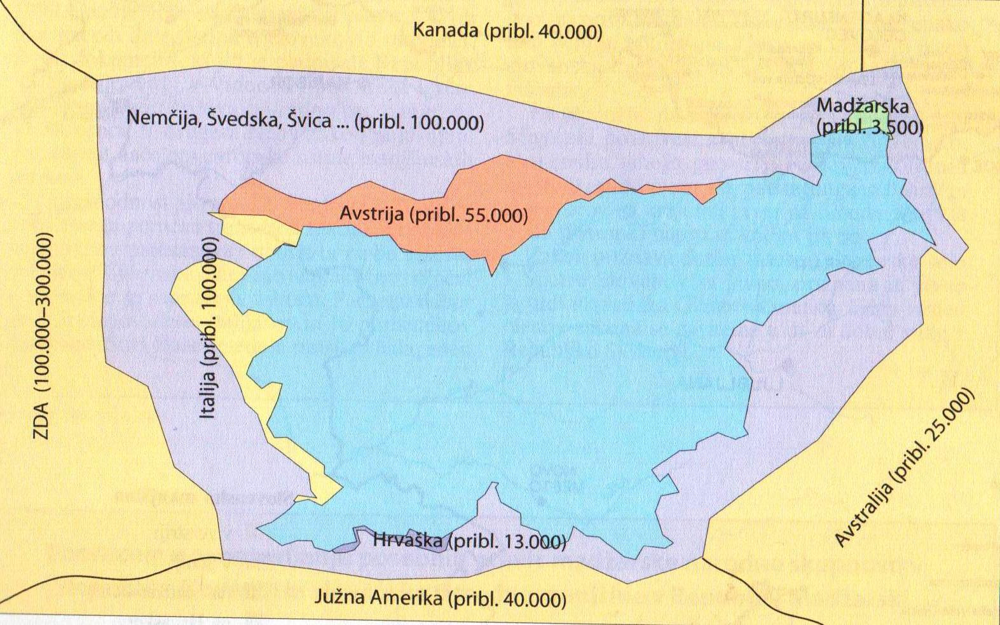 Kanada (pribl. 40.000)
Nemčija, Švedska, Švica ... (pribl. 100.000)
Madžarska
(pribl. 3.500)
Avstrija (pribl. 55.000)
ZDA (100.000–300.000)
Italija (pribl. 100.000)
Avstralija (pribl. 25.000)
Hrvaška (pribl. 13.000)
Južna Amerika (pribl. 40.000)